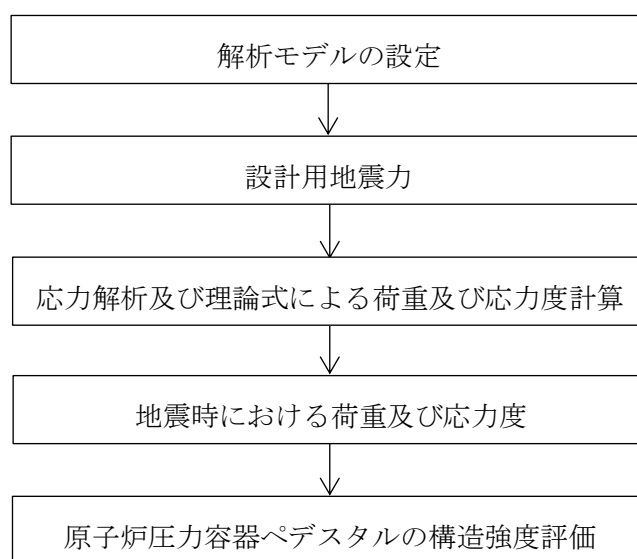 解析モデルの設定
設計用地震力
応力解析及び理論式による荷重及び応力度計算
地震時における荷重及び応力度
原子炉圧力容器ペデスタルの構造強度評価